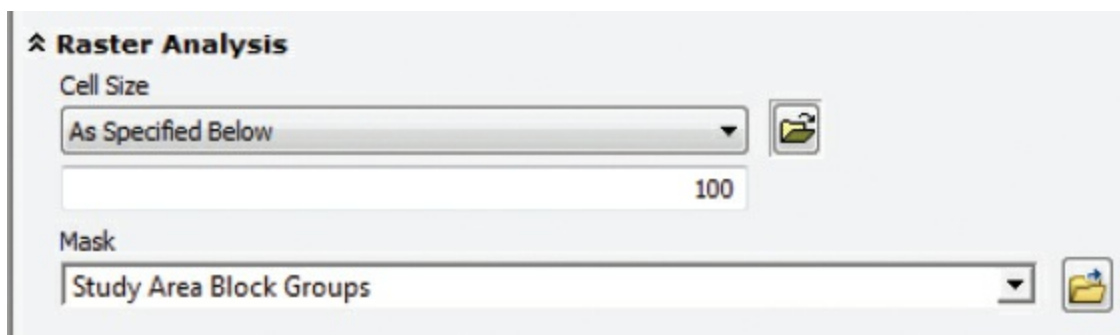 Raster Analysis
Cell Size
As Specified Below
100
Mask
Study Area Block Groups